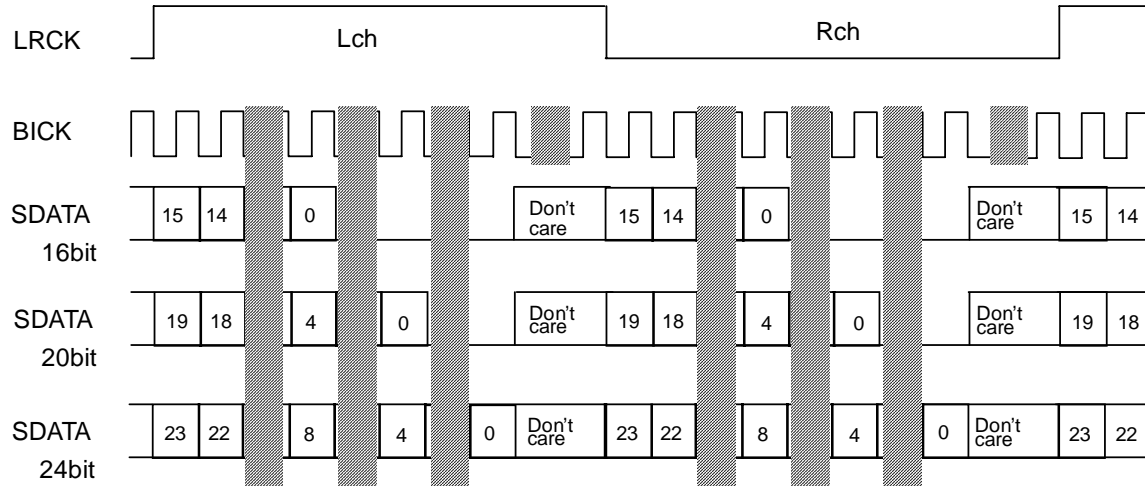 LRCK Lch Rch
BICK
SDATA 15 14 0 Don't 15 14 0 Don't 15 14
16bit care care
SDATA 19 18 4 0 Don't 19 18 4 0 Don't 19 18
20bit care care
SDATA 23 22 8 4 0 Don't 23 22 8 4 0 Don't 23 22
24bit care care